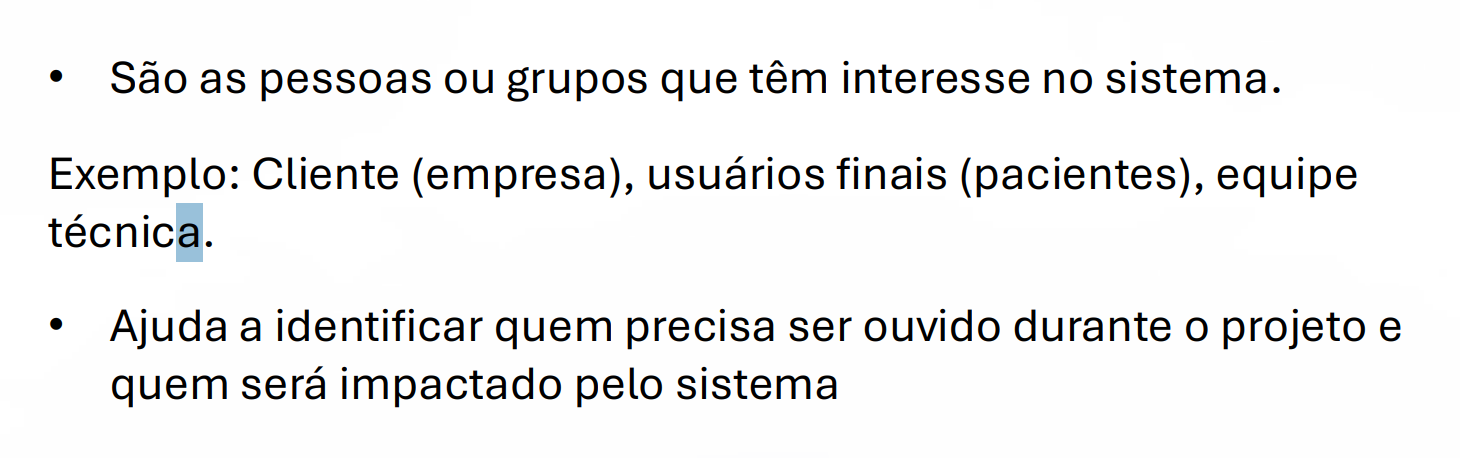 • São as pessoas ou grupos que têm interesse no sistema.
Exemplo: Cliente (empresa), usuários finais (pacientes), equipe
técnica.
• Ajuda a identificar quem precisa ser ouvido durante o projeto e
quem será impactado pelo sistema